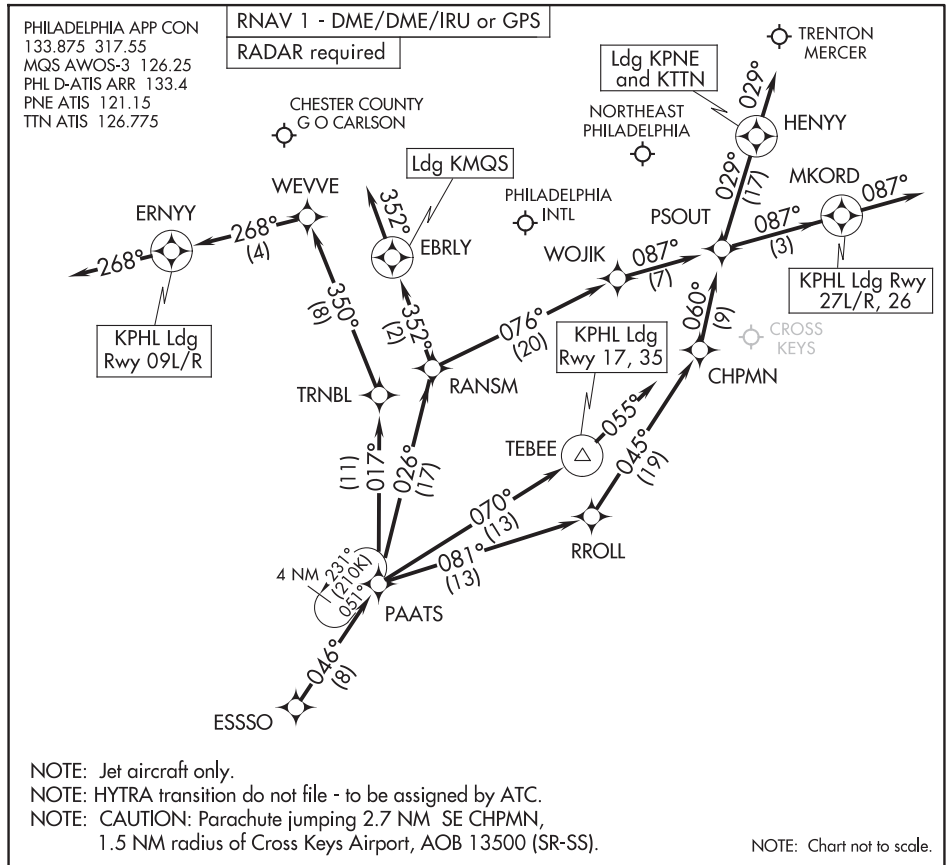 PHILADELPHIA APP CON
133.875 317.55
MQS AWOS-3 126.25
PHL D-ATIS ARR 133.4
PNE ATIS 121.15
TTN ATIS 126.775
RNAV 1 - DME/DME/IRU or GPS
RADAR required
TRENTON
MERCER
Ldg KPNE
and KTTN
029°
CHESTER COUNTY
G O CARLSON
NORTHEAST
PHILADELPHIA
HENYY
Ldg KMQS
029°
(17)
MKORD
WEVVE
PHILADELPHIA
INTL
ERNYY
352°
PSOUT
087°
268°
268°
(4)
EBRLY
WOJIK
087°
(7)
087°
(3)
KPHL Ldg Rwy
27L/R, 26
350°
(8)
352°
(2)
076°
(20)
060°
(9)
KPHL Ldg
Rwy 09L/R
KPHL Ldg
Rwy 17, 35
CROSS
KEYS
CHPMN
TRNBL
RANSM
055°
TEBEE
045°
(19)
017°
(11)
026°
(17)
070°
(13)
RROLL
081°
(13)
4 NM
231°
(210K)
051°
PAATS
046°
(8)
ESSSO
NOTE: Jet aircraft only.
NOTE: HYTRA transition do not file - to be assigned by ATC.
NOTE: CAUTION: Parachute jumping 2.7 NM SE CHPMN,
1.5 NM radius of Cross Keys Airport, AOB 13500 (SR-SS).
NOTE: Chart not to scale.